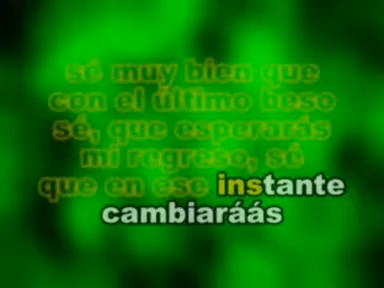 sé muy bien que
con el último beso
sé, que esperarás
mi regreso, sé
que en ese instante
cambiaráás